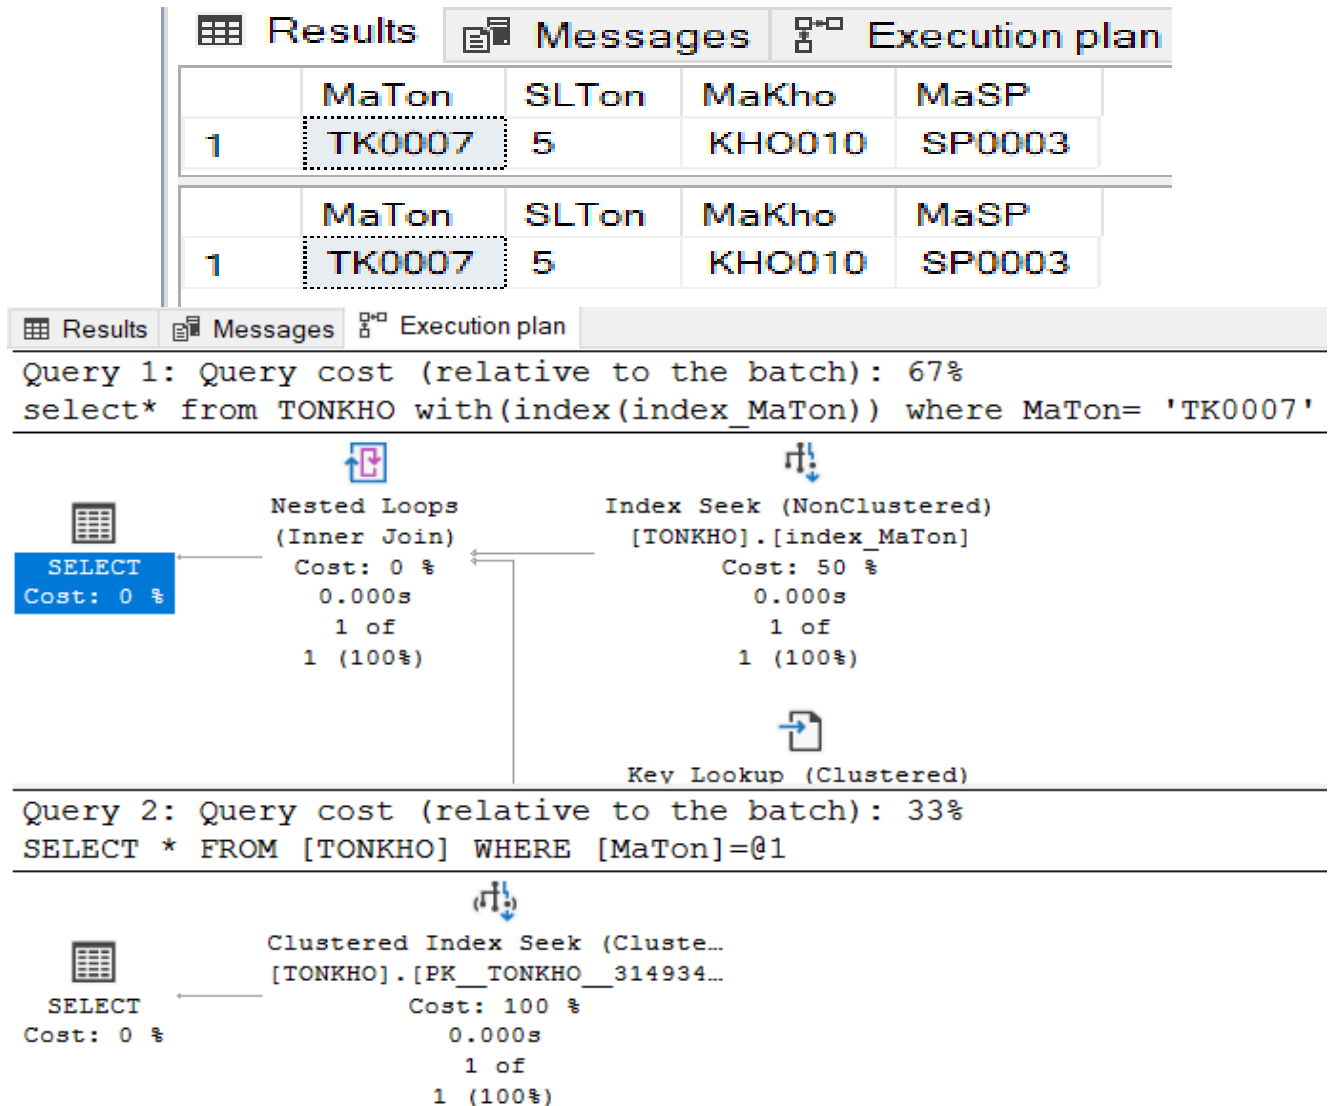 Results Messages Execution plan
MaTon SLTon MaKho MaSP
1 TK0007 5 KHO010 SP0003
MaTon SLTon MaKho MaSP
1 TK0007 5 KHO010 SP0003
Results Messages Execution plan
Query 1: Query cost (relative to the batch): 67%
select* from TONKHO with(index(index_MaTon)) where MaTon= 'TK0007'
SELECT
Cost: 0 %
Nested Loops
(Inner Join)
Cost: 0 %
0.000s
1 of
1 (100%)
Index Seek (NonClustered)
[TONKHO].[index_MaTon]
Cost: 50 %
0.000s
1 of
1 (100%)
Key Lookup (Clustered)
Query 2: Query cost (relative to the batch): 33%
SELECT * FROM [TONKHO] WHERE [MaTon]=@1
SELECT
Cost: 0 %
Clustered Index Seek (Cluste…
[TONKHO].[PK__TONKHO__314934…
Cost: 100 %
0.000s
1 of
1 (100%)